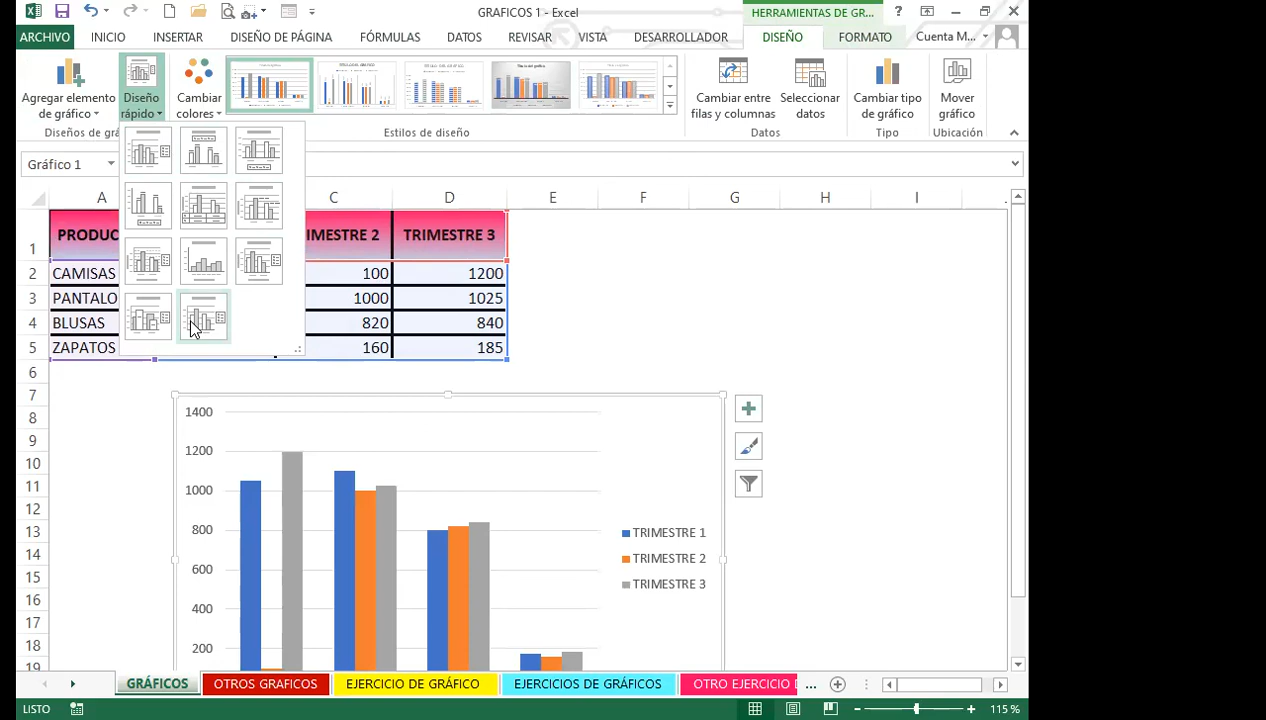 GRAFICOS 1 - Excel
HERRAMIENTAS DE GR...
ARCHIVO INICIO INSERTAR DISEÑO DE PÁGINA FÓRMULAS DATOS REVISAR VISTA DESARROLLADOR DISEÑO FORMATO Cuenta M...
Agregar elemento
de gráfico
Diseño
rápido
Cambiar
colores
Cambiar entre
filas y columnas
Seleccionar
datos
Cambiar tipo
de gráfico
Mover
gráfico
Diseños de grá
Estilos de diseño
Datos
Tipo
Ubicación
Gráfico 1
A C D E F G H I
1 PRODUC IMESTRE 2 TRIMESTRE 3
2 CAMISAS 100 1200
3 PANTALO 1000 1025
4 BLUSAS 820 840
5 ZAPATOS 160 185
6
7
8
9
10
11
12
13
14
15
16
17
18
19
1400
1200
1000
800
600
400
200
TRIMESTRE 1
TRIMESTRE 2
TRIMESTRE 3
GRÁFICOS OTROS GRAFICOS EJERCICIO DE GRÁFICO EJERCICIOS DE GRÁFICOS OTRO EJERCICIO D ...
LISTO
115 %